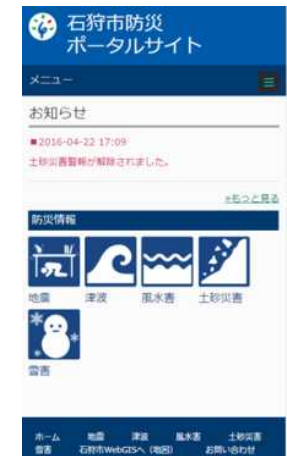 石狩市防災
ポータルサイト
メニュー
お知らせ
■2016-04-22 17:09
土砂災害警報が解除されました。
»もっと見る
防災情報
地震 津波 風水害 土砂災害
雪害
ホーム 地震 津波 風水害 土砂災害
雪害 石狩市WebGISへ（地図） お問い合わせ